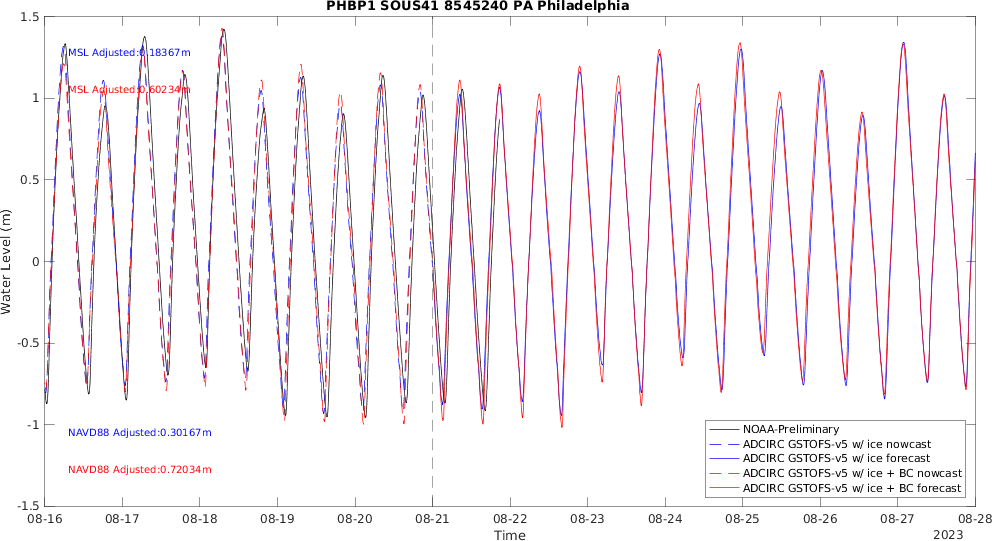 PHBP1 SOUS41 8545240 PA Philadelphia
1.5
1
0.5
0
-0.5
-1
-1.5
Water Level (m)
MSL Adjusted:0.18367m
MSL Adjusted:0.60234m
NAVD88 Adjusted:0.30167m
NAVD88 Adjusted:0.72034m
NOAA-Preliminary
ADCIRC GSTOFS-v5 w/ ice nowcast
ADCIRC GSTOFS-v5 w/ ice forecast
ADCIRC GSTOFS-v5 w/ ice + BC nowcast
ADCIRC GSTOFS-v5 w/ ice + BC forecast
08-16 08-17 08-18 08-19 08-20 08-21 08-22 08-23 08-24 08-25 08-26 08-27 08-28
Time
2023